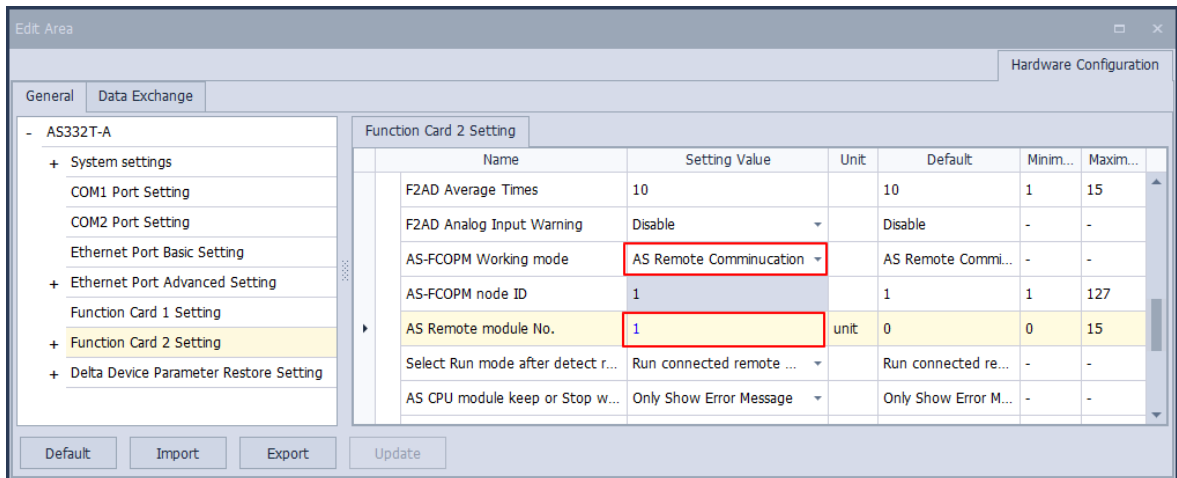 Edit Area
Hardware Configuration
General Data Exchange
- AS332T-A
+ System settings
COM1 Port Setting
COM2 Port Setting
Ethernet Port Basic Setting
+ Ethernet Port Advanced Setting
Function Card 1 Setting
+ Function Card 2 Setting
+ Delta Device Parameter Restore Setting
Function Card 2 Setting
Name Setting Value Unit Default Minim... Maxim...
F2AD Average Times 10 10 1 15
F2AD Analog Input Warning Disable Disable - -
AS-FCOPM Working mode AS Remote Comminucation AS Remote Commi... - -
AS-FCOPM node ID 1 1 1 127
AS Remote module No. 1 unit 0 0 15
Select Run mode after detect r... Run connected remote ... Run connected re... - -
AS CPU module keep or Stop w... Only Show Error Message Only Show Error M... - -
Default Import Export Update